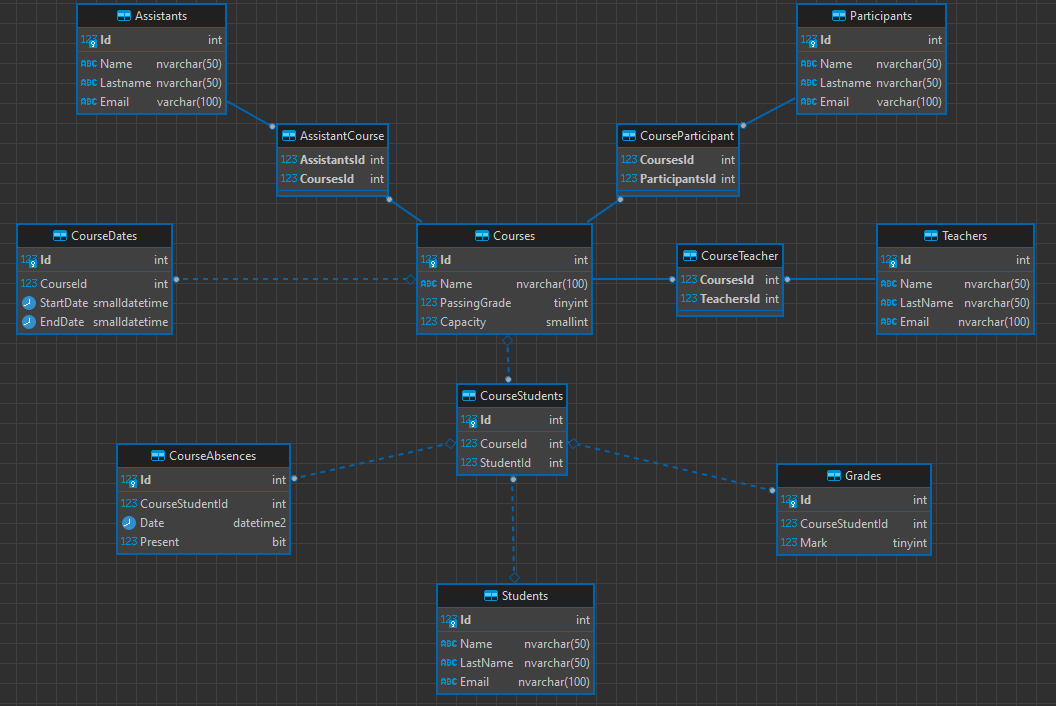 Assistants
123 Id int
ABC Name nvarchar(50)
ABC Lastname nvarchar(50)
ABC Email varchar(100)
Participants
123 Id int
ABC Name nvarchar(50)
ABC Lastname nvarchar(50)
ABC Email varchar(100)
AssistantCourse
123 AssistantsId int
123 CoursesId int
CourseParticipant
123 CoursesId int
123 ParticipantsId int
CourseDates
123 Id int
123 CourseId int
StartDate smalldatetime
EndDate smalldatetime
Courses
123 Id int
ABC Name nvarchar(100)
123 PassingGrade tinyint
123 Capacity smallint
CourseTeacher
123 CoursesId int
123 TeachersId int
Teachers
123 Id int
ABC Name nvarchar(50)
ABC LastName nvarchar(50)
ABC Email nvarchar(100)
CourseStudents
123 Id int
123 CourseId int
123 StudentId int
CourseAbsences
123 Id int
123 CourseStudentId int
Date datetime2
123 Present bit
Grades
123 Id int
123 CourseStudentId int
123 Mark tinyint
Students
123 Id int
ABC Name nvarchar(50)
ABC LastName nvarchar(50)
ABC Email nvarchar(100)